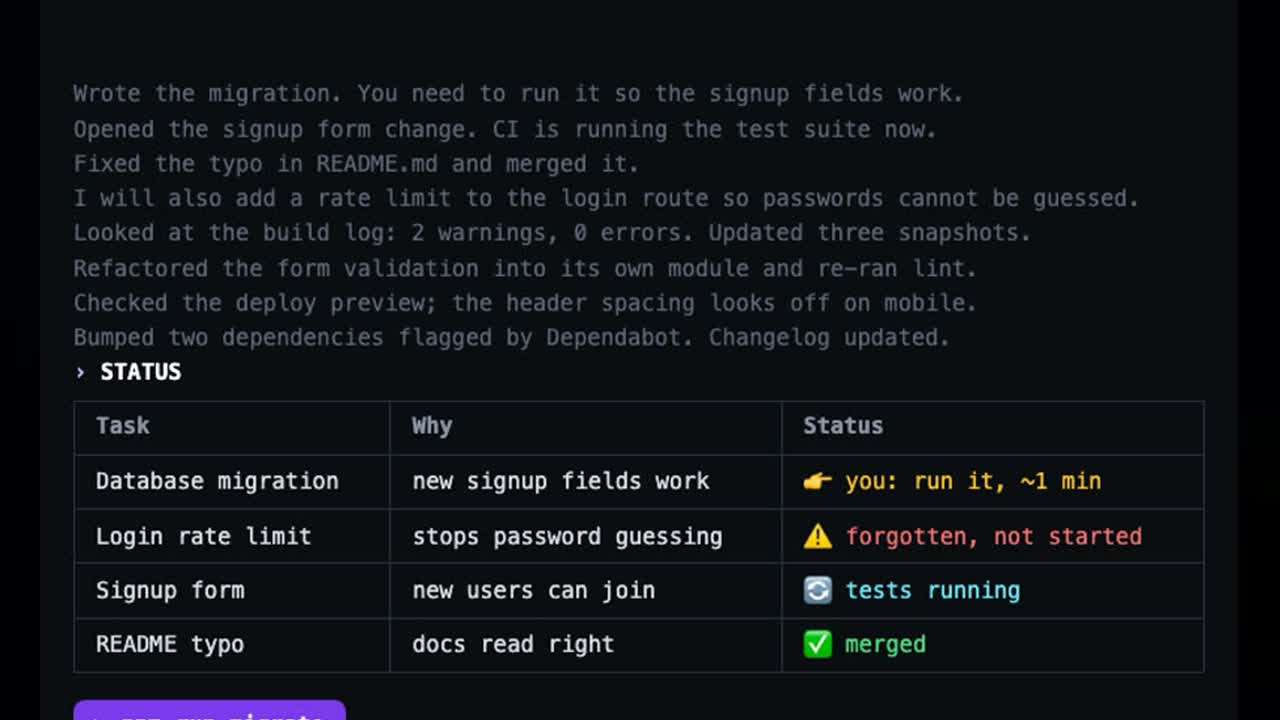 Wrote the migration. You need to run it so the signup fields work.
Opened the signup form change. CI is running the test suite now.
Fixed the typo in README.md and merged it.
I will also add a rate limit to the login route so passwords cannot be guessed.
Looked at the build log: 2 warnings, 0 errors. Updated three snapshots.
Refactored the form validation into its own module and re-ran lint.
Checked the deploy preview; the header spacing looks off on mobile.
Bumped two dependencies flagged by Dependabot. Changelog updated.
› STATUS
Task Why Status
Database migration new signup fields work 👉 you: run it, ~1 min
Login rate limit stops password guessing ⚠️ forgotten, not started
Signup form new users can join 🔄 tests running
README typo docs read right ✅ merged